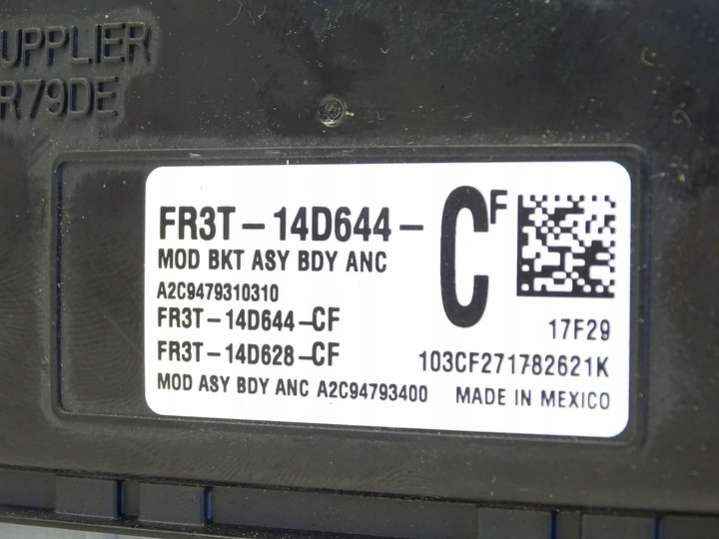 UPPLIER
R79DE
FR3T-14D644-CF
MOD BKT ASY BDY ANC
A2C9479310310
FR3T-14D644-CF
17F29
FR3T-14D628-CF
103CF271782621K
MOD ASY BDY ANC A2C94793400
MADE IN MEXICO